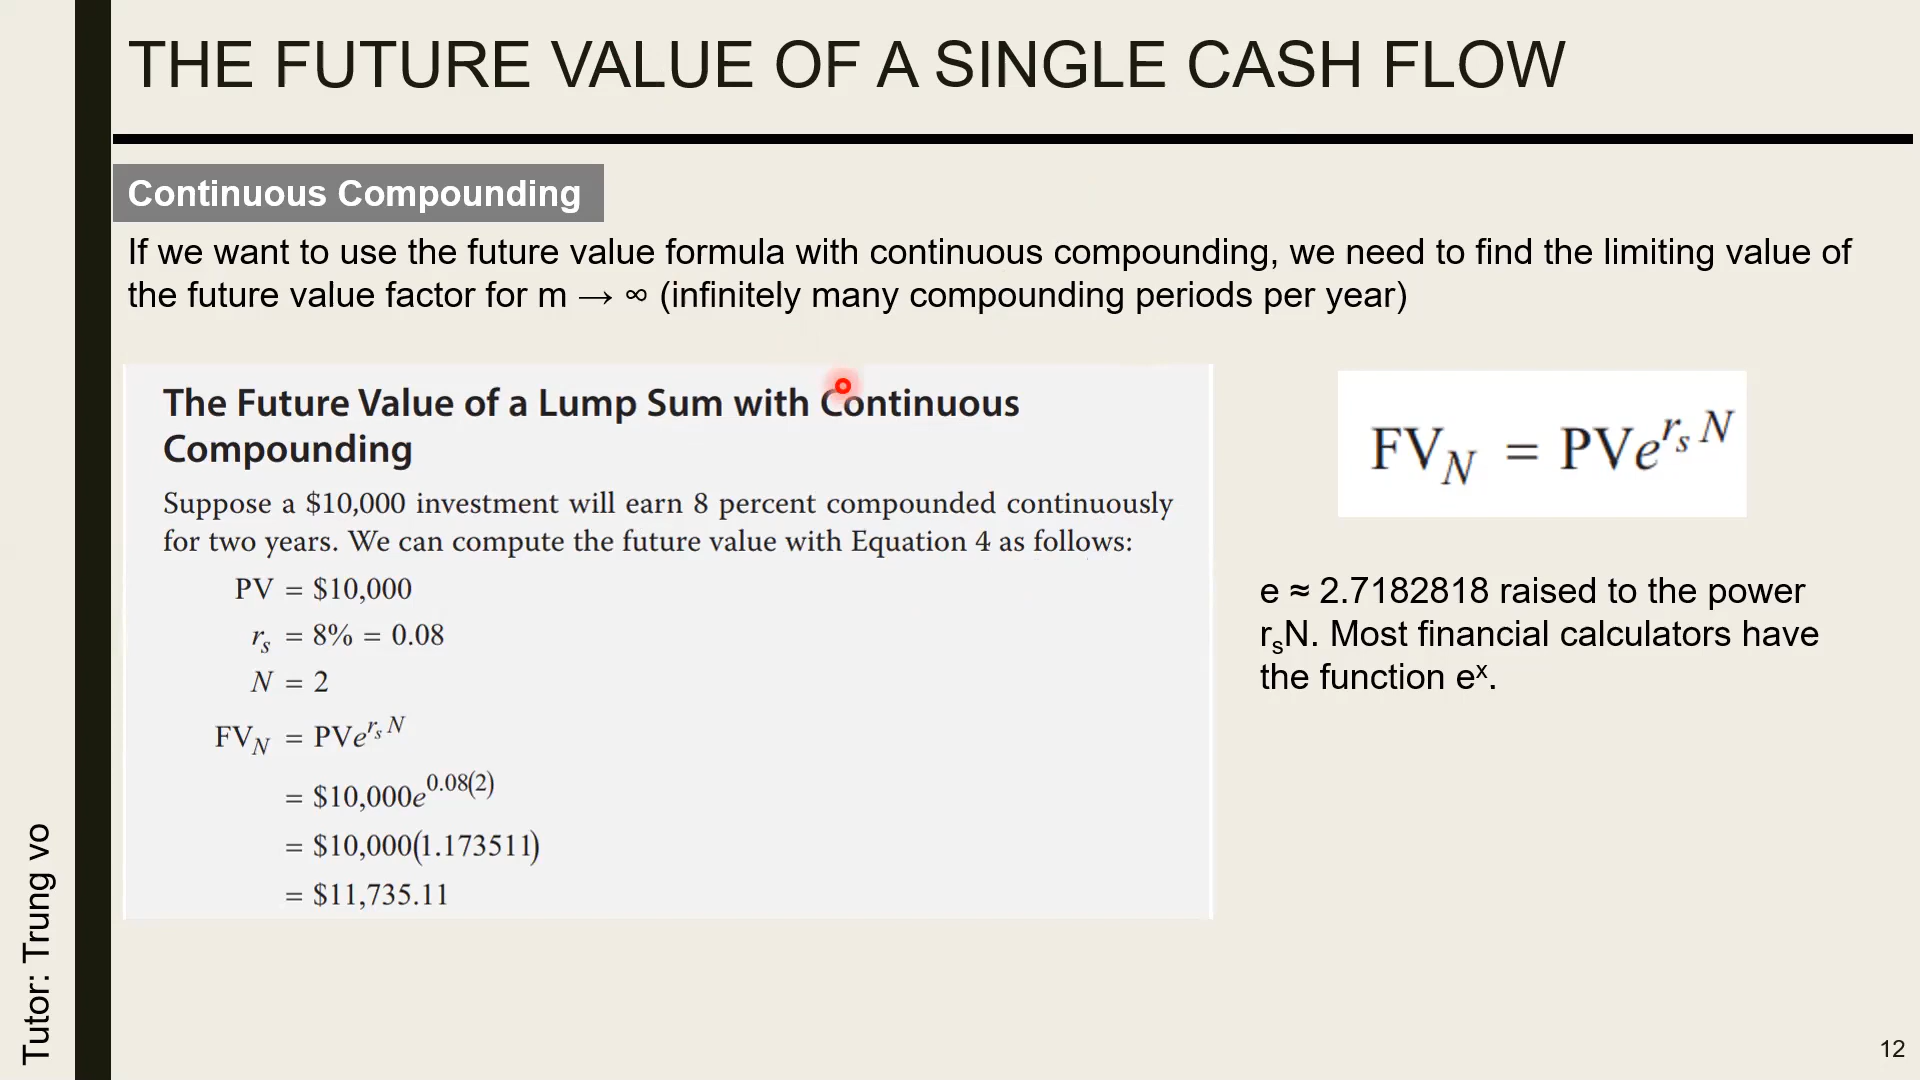 THE FUTURE VALUE OF A SINGLE CASH FLOW
Continuous Compounding
If we want to use the future value formula with continuous compounding, we need to find the limiting value of
the future value factor for m → ∞ (infinitely many compounding periods per year)
The Future Value of a Lump Sum with Continuous
Compounding
Suppose a $10,000 investment will earn 8 percent compounded continuously
for two years. We can compute the future value with Equation 4 as follows:
PV = $10,000
rₛ = 8% = 0.08
N = 2
FV_N = PVe^{r_s N}
= $10,000e^{0.08(2)}
= $10,000(1.173511)
= $11,735.11
FV_N = PVe^{r_s N}
e ≈ 2.7182818 raised to the power
rₛN. Most financial calculators have
the function eˣ.
Tutor: Trung vo
12